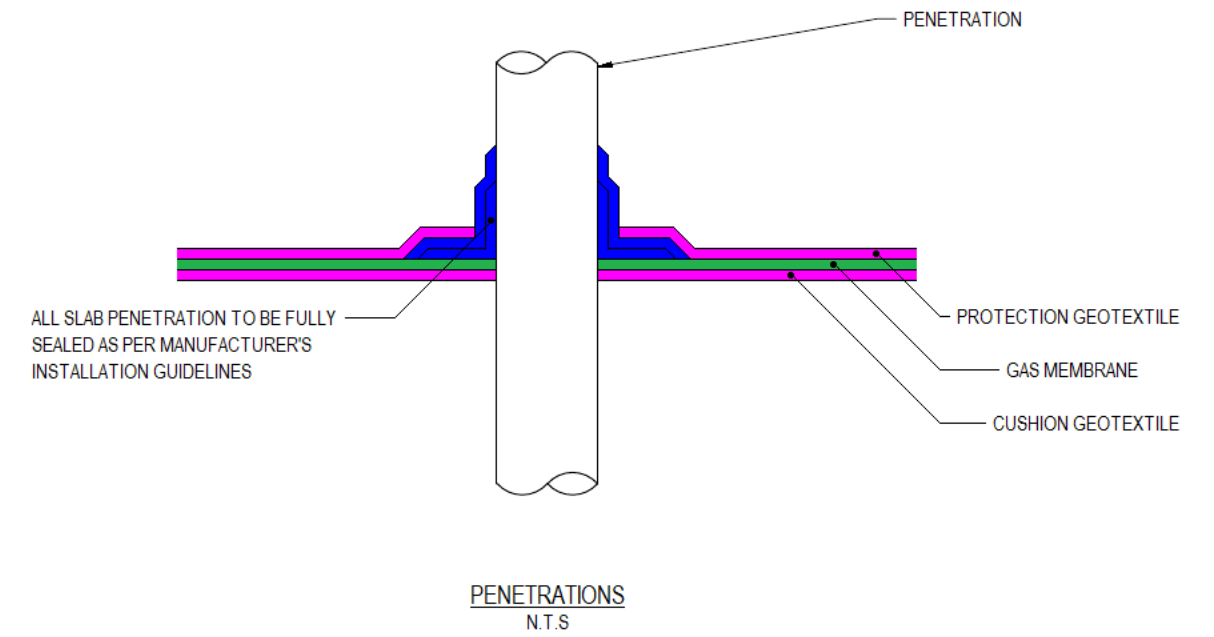 PENETRATION
ALL SLAB PENETRATION TO BE FULLY
SEALED AS PER MANUFACTURER'S
INSTALLATION GUIDELINES
PROTECTION GEOTEXTILE
GAS MEMBRANE
CUSHION GEOTEXTILE
PENETRATIONS
N.T.S